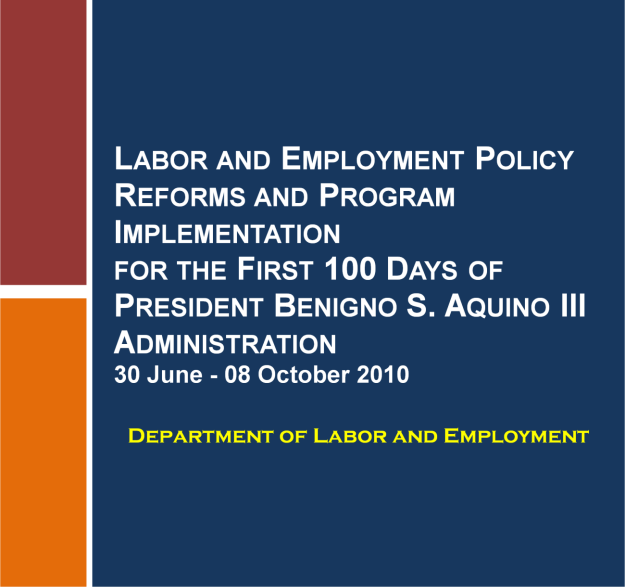 Labor and Employment Policy
Reforms and Program
Implementation
for the First 100 Days of
President Benigno S. Aquino III
Administration
30 June - 08 October 2010
Department of Labor and Employment